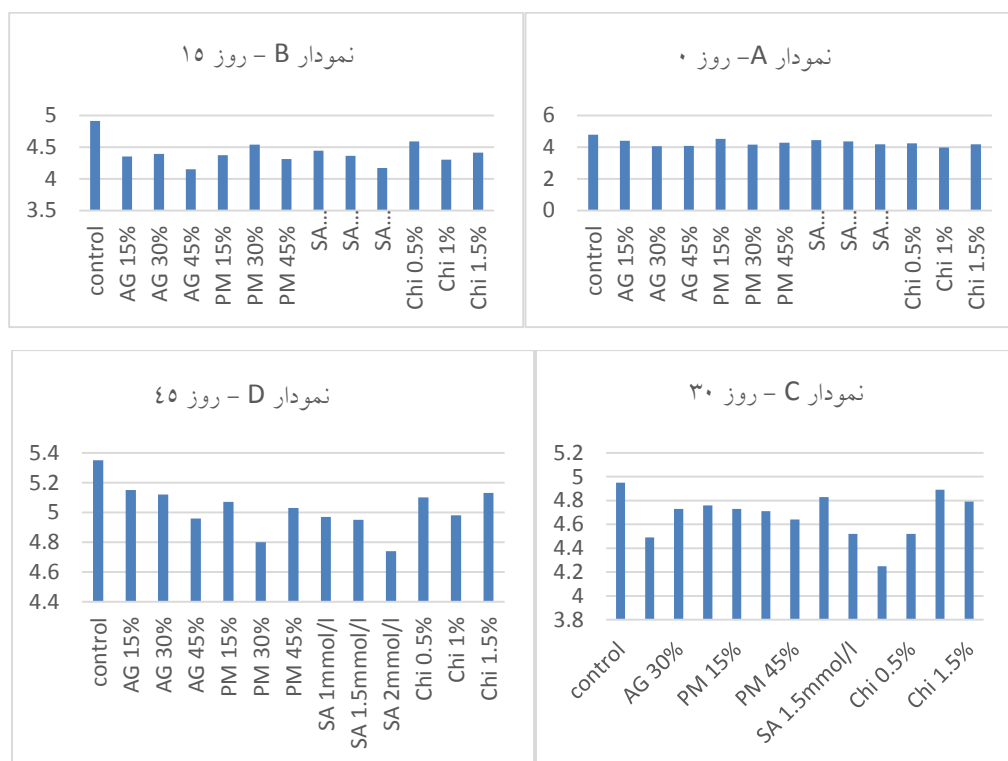 نمودار A– روز ۰
6
4
2
0
control
AG 15%
AG 30%
AG 45%
PM 15%
PM 30%
PM 45%
SA…
SA…
SA…
Chi 0.5%
Chi 1%
Chi 1.5%
نمودار B – روز ۱۵
5
4.5
4
3.5
control
AG 15%
AG 30%
AG 45%
PM 15%
PM 30%
PM 45%
SA…
SA…
SA…
Chi 0.5%
Chi 1%
Chi 1.5%
نمودار C – روز ۳۰
5.2
5
4.8
4.6
4.4
4.2
4
3.8
control
AG 30%
PM 15%
PM 45%
SA 1.5mmol/l
Chi 0.5%
Chi 1.5%
نمودار D – روز ٤٥
5.4
5.2
5
4.8
4.6
4.4
control
AG 15%
AG 30%
AG 45%
PM 15%
PM 30%
PM 45%
SA 1mmol/l
SA 1.5mmol/l
SA 2mmol/l
Chi 0.5%
Chi 1%
Chi 1.5%